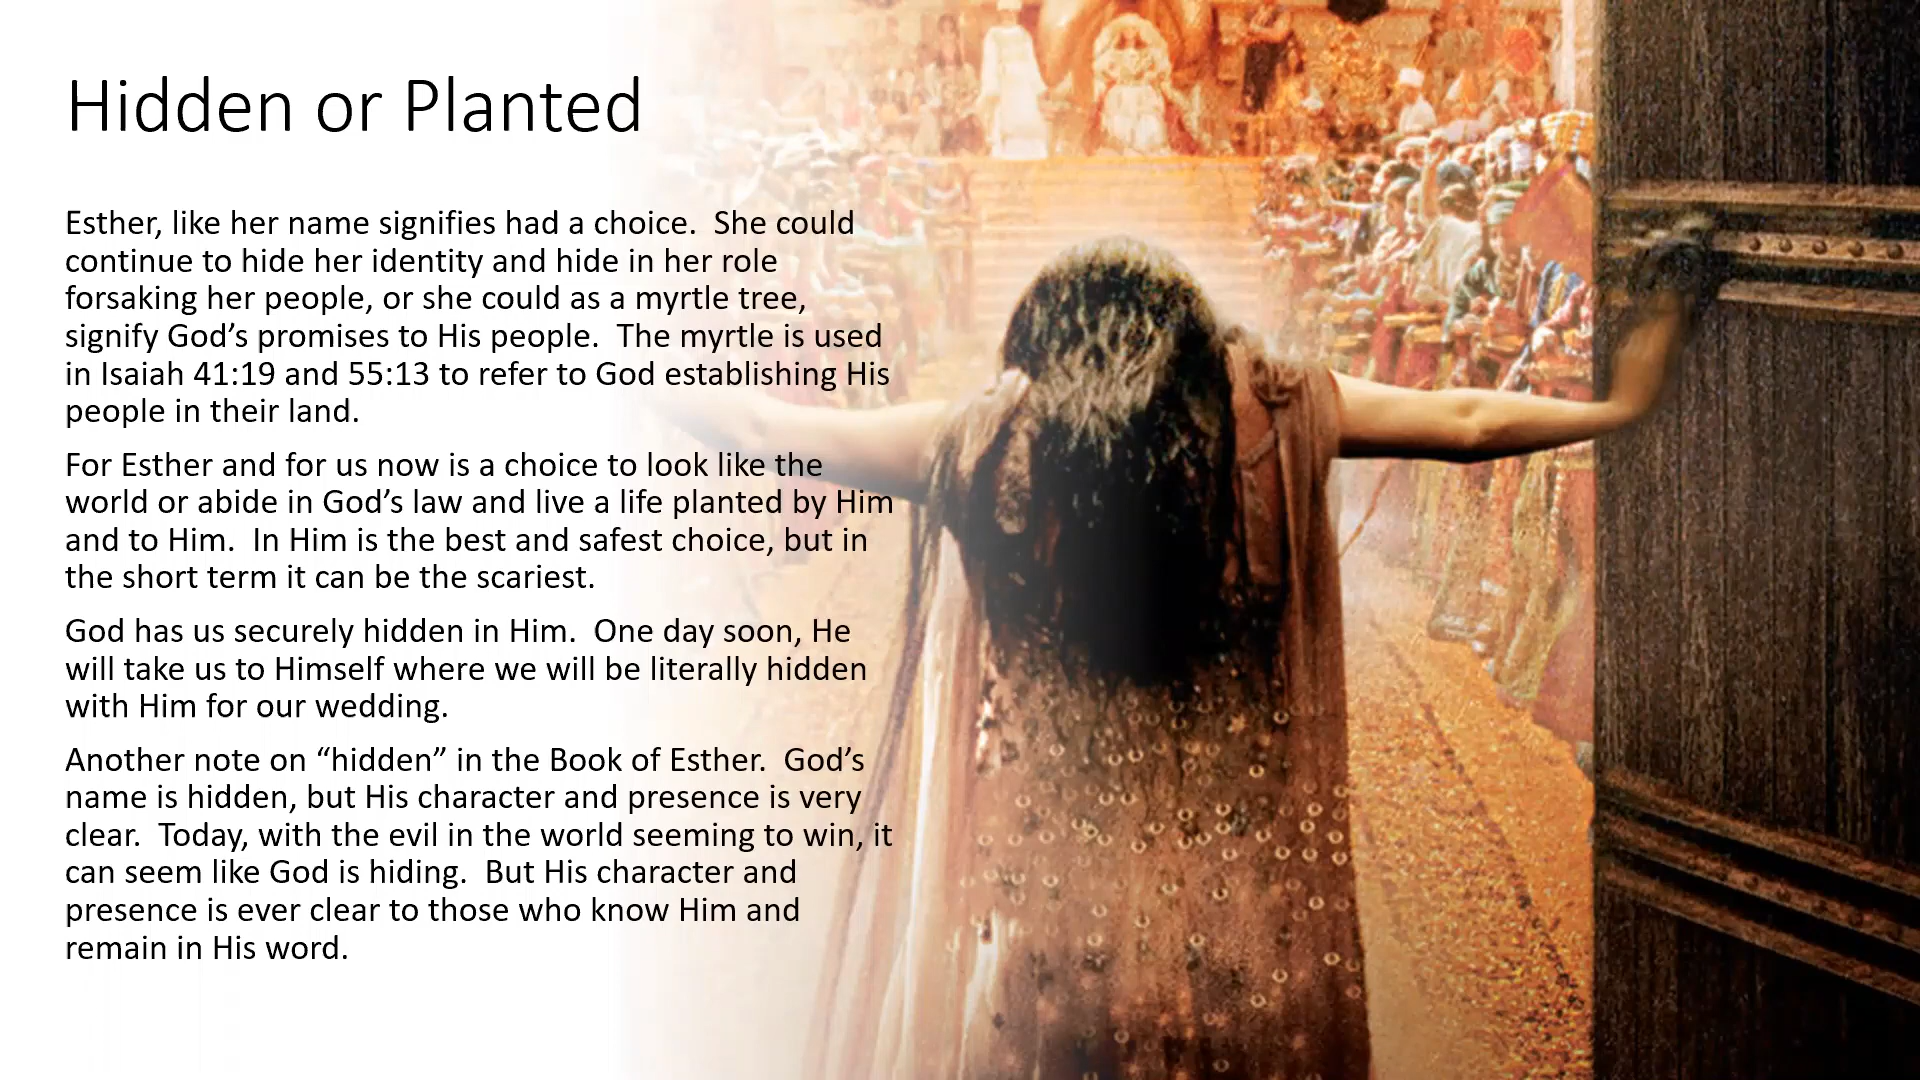 Hidden or Planted
Esther, like her name signifies had a choice.  She could
continue to hide her identity and hide in her role
forsaking her people, or she could as a myrtle tree,
signify God’s promises to His people.  The myrtle is used
in Isaiah 41:19 and 55:13 to refer to God establishing His
people in their land.
For Esther and for us now is a choice to look like the
world or abide in God’s law and live a life planted by Him
and to Him.  In Him is the best and safest choice, but in
the short term it can be the scariest.
God has us securely hidden in Him.  One day soon, He
will take us to Himself where we will be literally hidden
with Him for our wedding.
Another note on “hidden” in the Book of Esther.  God’s
name is hidden, but His character and presence is very
clear.  Today, with the evil in the world seeming to win, it
can seem like God is hiding.  But His character and
presence is ever clear to those who know Him and
remain in His word.